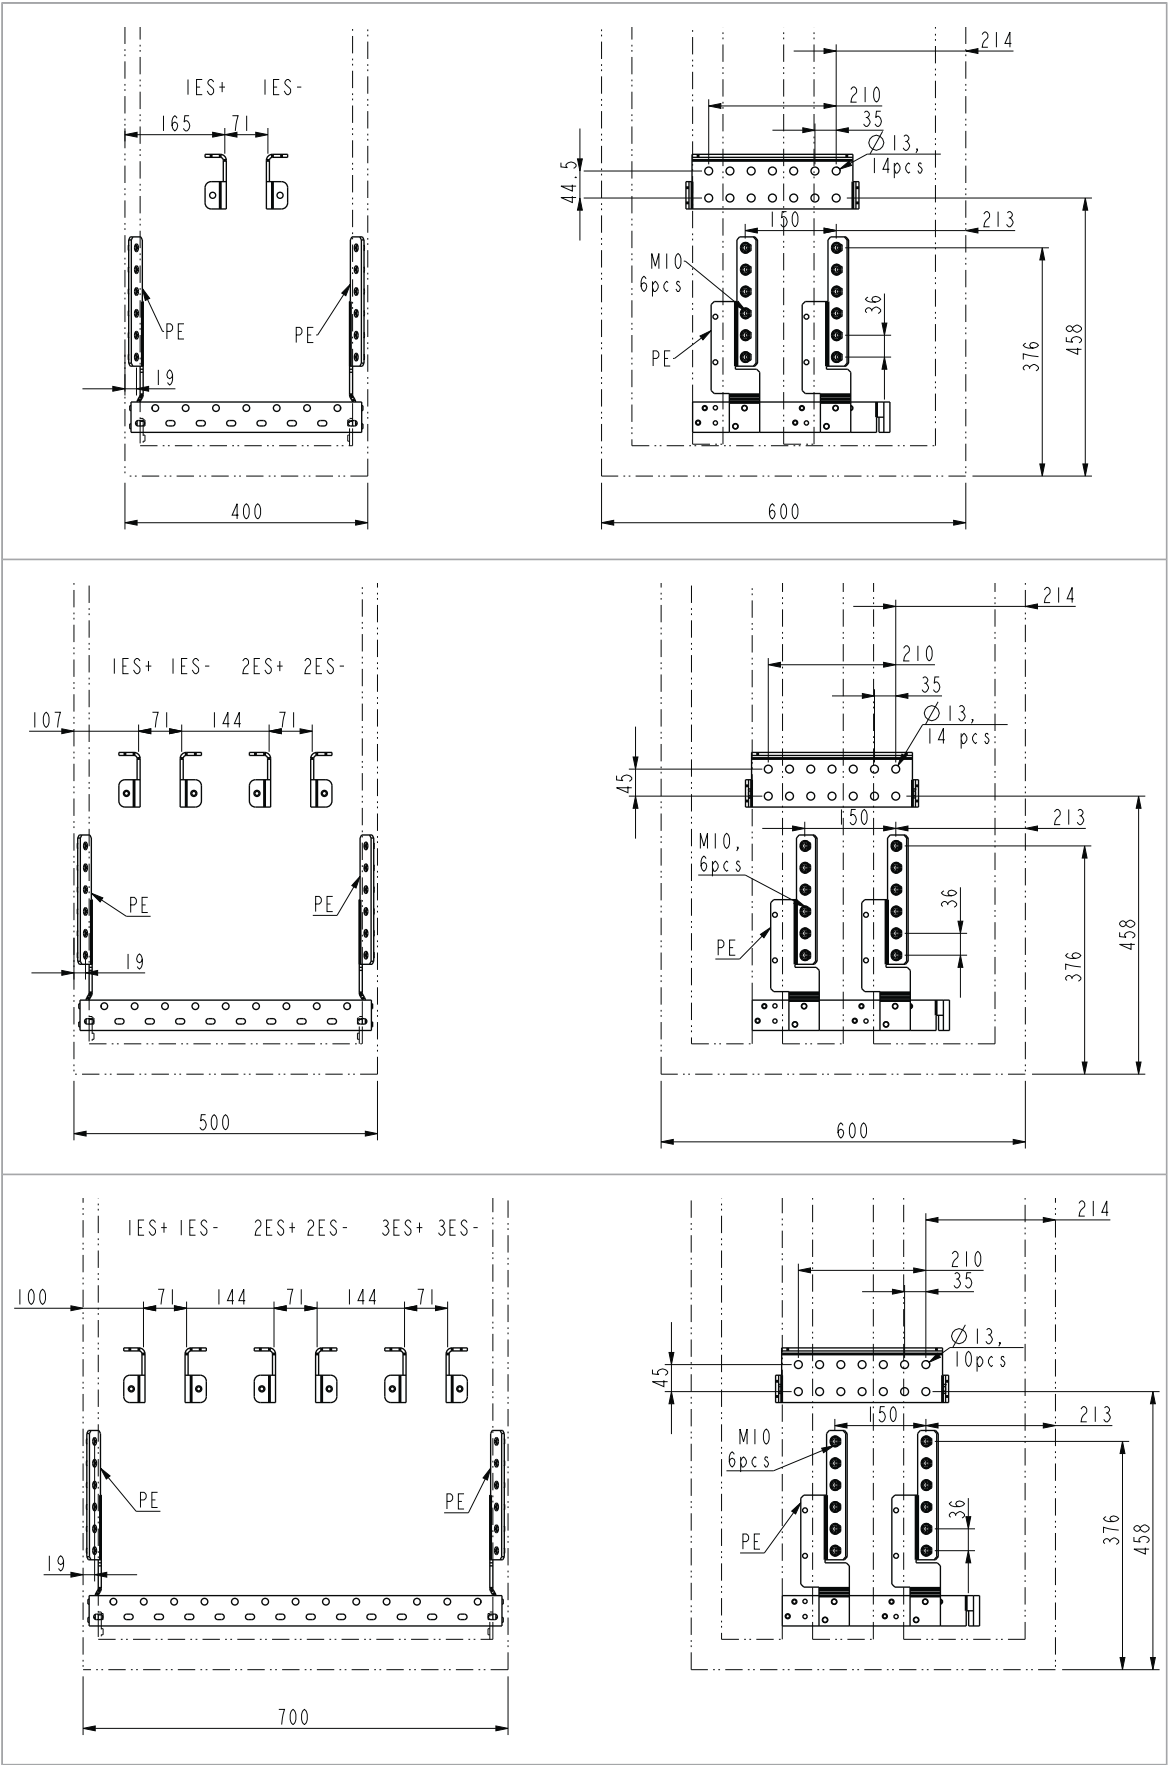 1ES+ 1ES-
165
71
PE
PE
19
400
214
210
35
Ø13,
14pcs
44.5
150
213
M10
6pcs
PE
36
376
458
600
1ES+ 1ES- 2ES+ 2ES-
107
71
144
71
PE
PE
19
500
214
210
35
Ø13,
14 pcs
45
150
213
M10,
6pcs
PE
36
376
458
600
1ES+ 1ES- 2ES+ 2ES- 3ES+ 3ES-
100
71
144
71
144
71
PE
PE
19
700
214
210
35
Ø13,
10pcs
45
150
213
M10
6pcs
PE
36
376
458